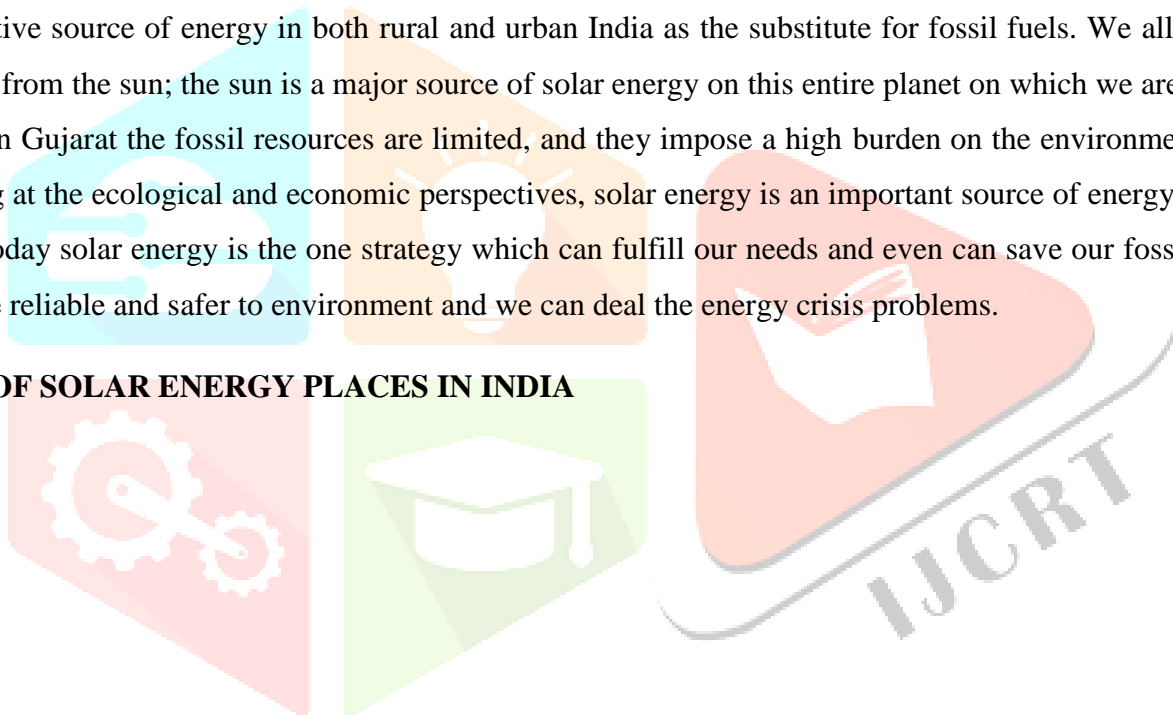 tive source of energy in both rural and urban India as the substitute for fossil fuels. We all
from the sun; the sun is a major source of solar energy on this entire planet on which we are
n Gujarat the fossil resources are limited, and they impose a high burden on the environme
g at the ecological and economic perspectives, solar energy is an important source of energy
oday solar energy is the one strategy which can fulfill our needs and even can save our foss
e reliable and safer to environment and we can deal the energy crisis problems.
OF SOLAR ENERGY PLACES IN INDIA
IJCRT